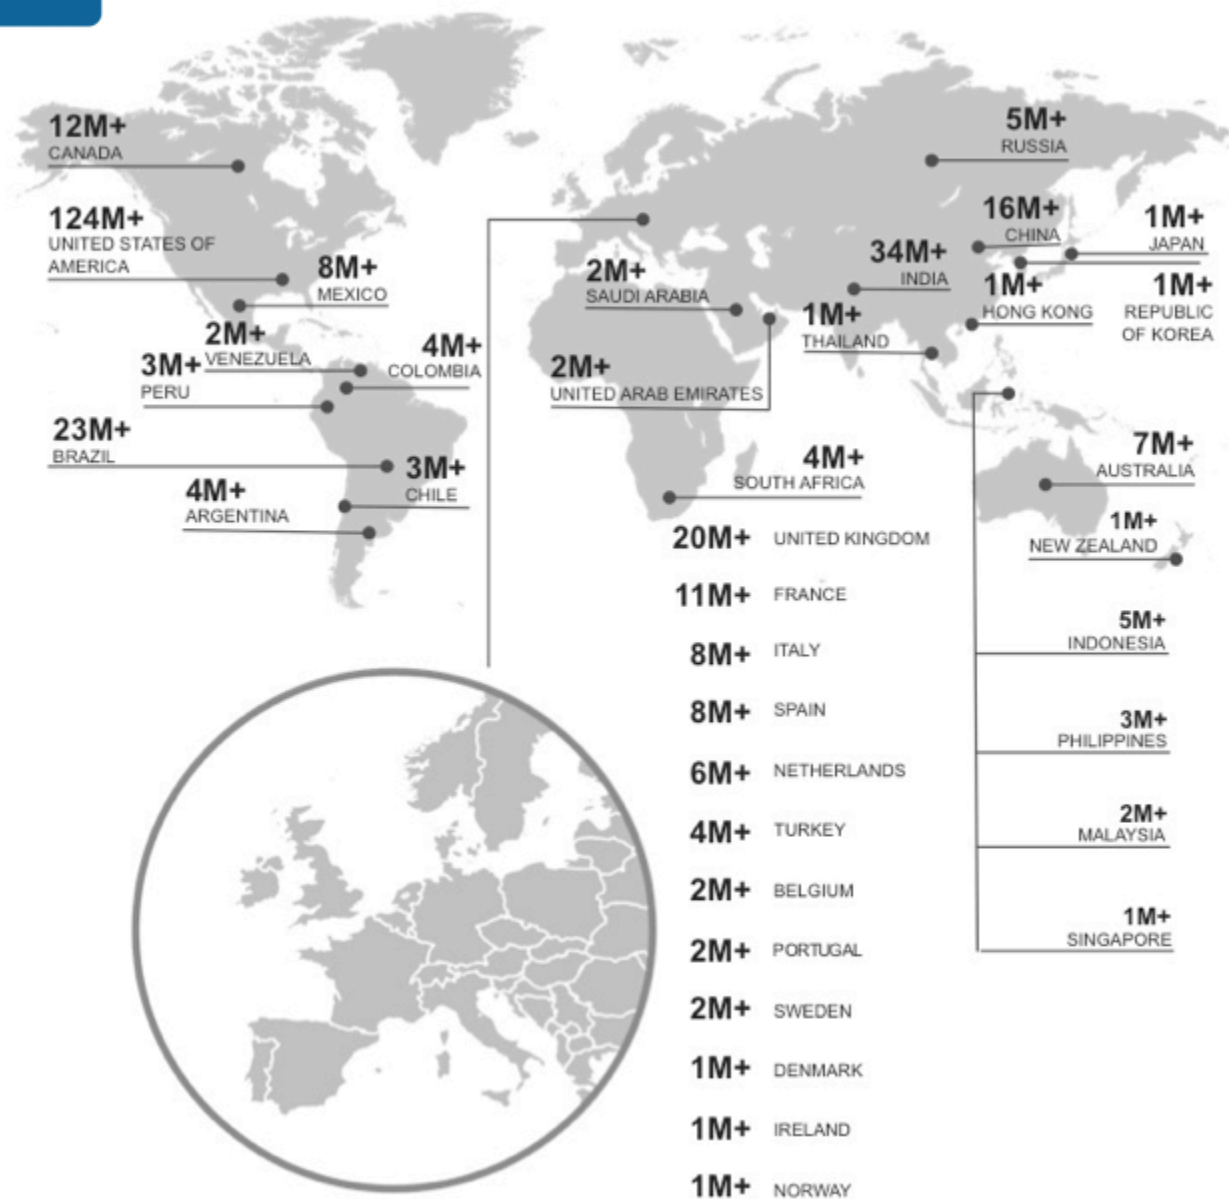 12M+
CANADA
124M+
UNITED STATES OF
AMERICA
8M+
MEXICO
2M+
VENEZUELA
3M+
PERU
4M+
COLOMBIA
23M+
BRAZIL
3M+
CHILE
4M+
ARGENTINA
5M+
RUSSIA
16M+
CHINA
1M+
JAPAN
34M+
INDIA
2M+
SAUDI ARABIA
1M+
HONG KONG
1M+
REPUBLIC
OF KOREA
1M+
THAILAND
2M+
UNITED ARAB EMIRATES
4M+
SOUTH AFRICA
7M+
AUSTRALIA
1M+
NEW ZEALAND
20M+ UNITED KINGDOM
11M+ FRANCE
8M+ ITALY
8M+ SPAIN
6M+ NETHERLANDS
4M+ TURKEY
2M+ BELGIUM
2M+ PORTUGAL
2M+ SWEDEN
1M+ DENMARK
1M+ IRELAND
1M+ NORWAY
5M+
INDONESIA
3M+
PHILIPPINES
2M+
MALAYSIA
1M+
SINGAPORE